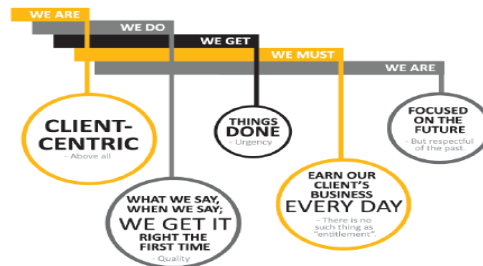 WE ARE
WE DO
WE GET
WE MUST
WE ARE
CLIENT-
CENTRIC
- Above all
WHAT WE SAY,
WHEN WE SAY;
WE GET IT
RIGHT THE
FIRST TIME
- Quality
THINGS
DONE
- Urgency
EARN OUR
CLIENT'S
BUSINESS
EVERY DAY
- There is no
such thing as
"entitlement".
FOCUSED
ON THE
FUTURE
- But respectful
of the past